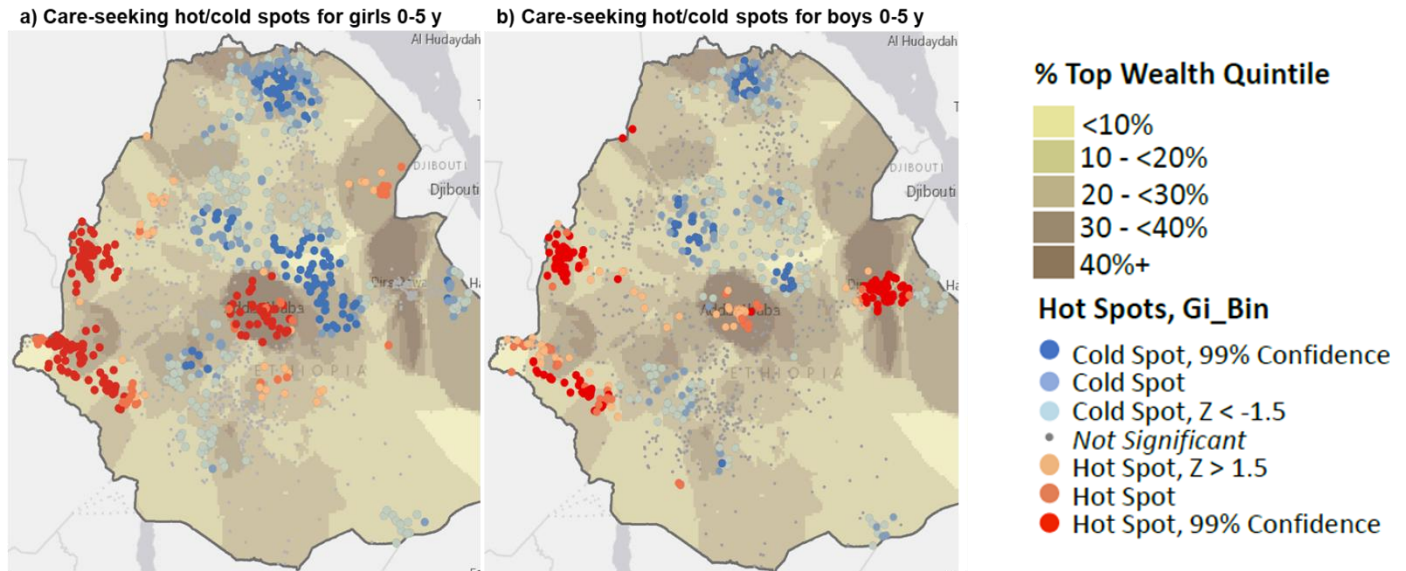 a) Care-seeking hot/cold spots for girls 0-5 y
b) Care-seeking hot/cold spots for boys 0-5 y
Al Hudaydah
DJIBOUTI
Djibouti
ETHIOPIA
Al Hudaydah
DJIBOUTI
Djibouti
Ha
Addis Ababa
ETHIOPIA
% Top Wealth Quintile
<10%
10 - <20%
20 - <30%
30 - <40%
40%+
Hot Spots, Gi_Bin
Cold Spot, 99% Confidence
Cold Spot
Cold Spot, Z < -1.5
Not Significant
Hot Spot, Z > 1.5
Hot Spot
Hot Spot, 99% Confidence